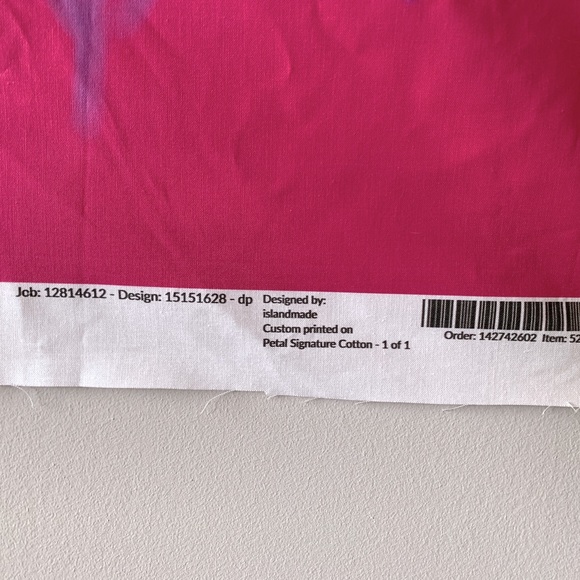 Job: 12814612 - Design: 15151628 - dp
Designed by:
islandmade
Custom printed on
Petal Signature Cotton - 1 of 1
Order: 142742602 Item: 52